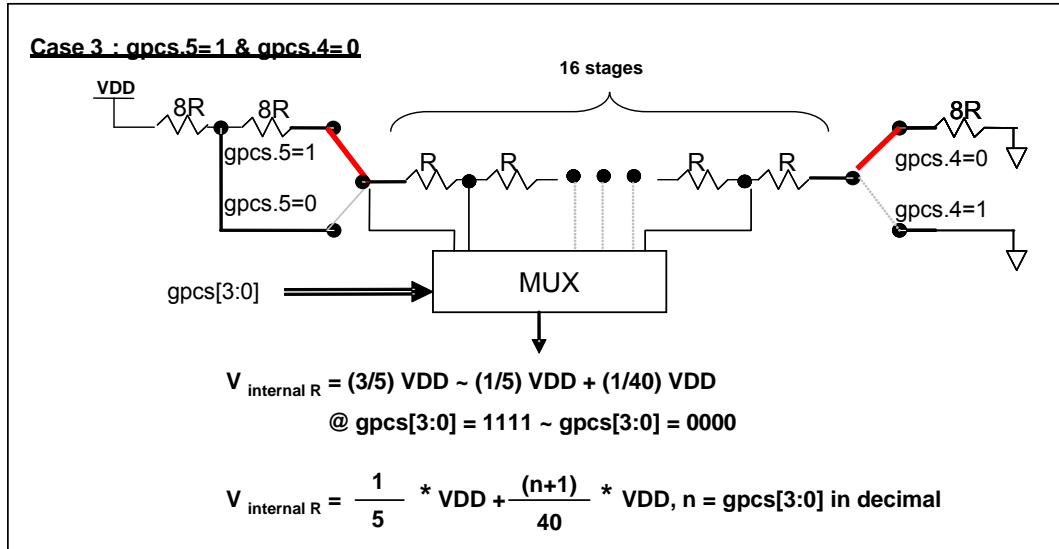 Case 3 : gpcs.5=1 & gpcs.4=0
16 stages
VDD
8R 8R 8R
gpcs.5=1 R R R R gpcs.4=0
gpcs.5=0 gpcs.4=1
MUX
gpcs[3:0]
V internal R = (3/5) VDD ~ (1/5) VDD + (1/40) VDD
@ gpcs[3:0] = 1111 ~ gpcs[3:0] = 0000
V internal R = 1/5 * VDD + (n+1)/40 * VDD, n = gpcs[3:0] in decimal